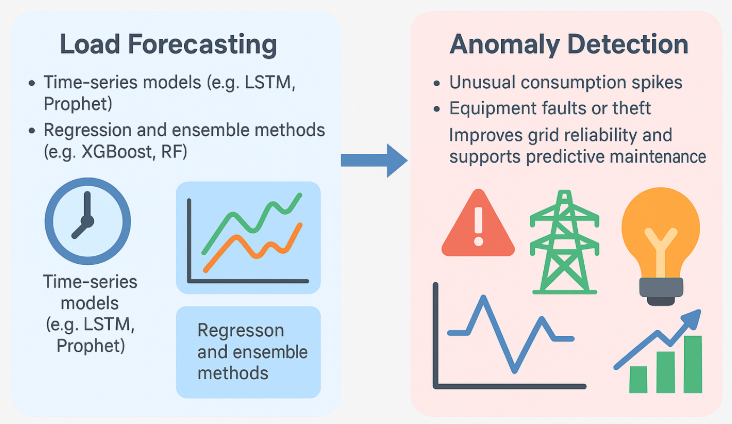 Load Forecasting
• Time-series models (e.g. LSTM,
Prophet)
• Regression and ensemble methods
(e.g. XGBoost, RF)
Time-series
models
(e.g. LSTM,
Prophet)
Regresson
and ensemble
methods
Anomaly Detection
• Unusual consumption spikes
• Equipment faults or theft
Improves grid reliability and
supports predictive maintenance